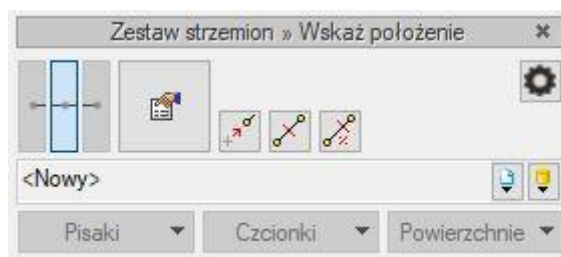 Zestaw strzemion » Wskaż położenie
<Nowy>
Pisaki Czcionki Powierzchnie